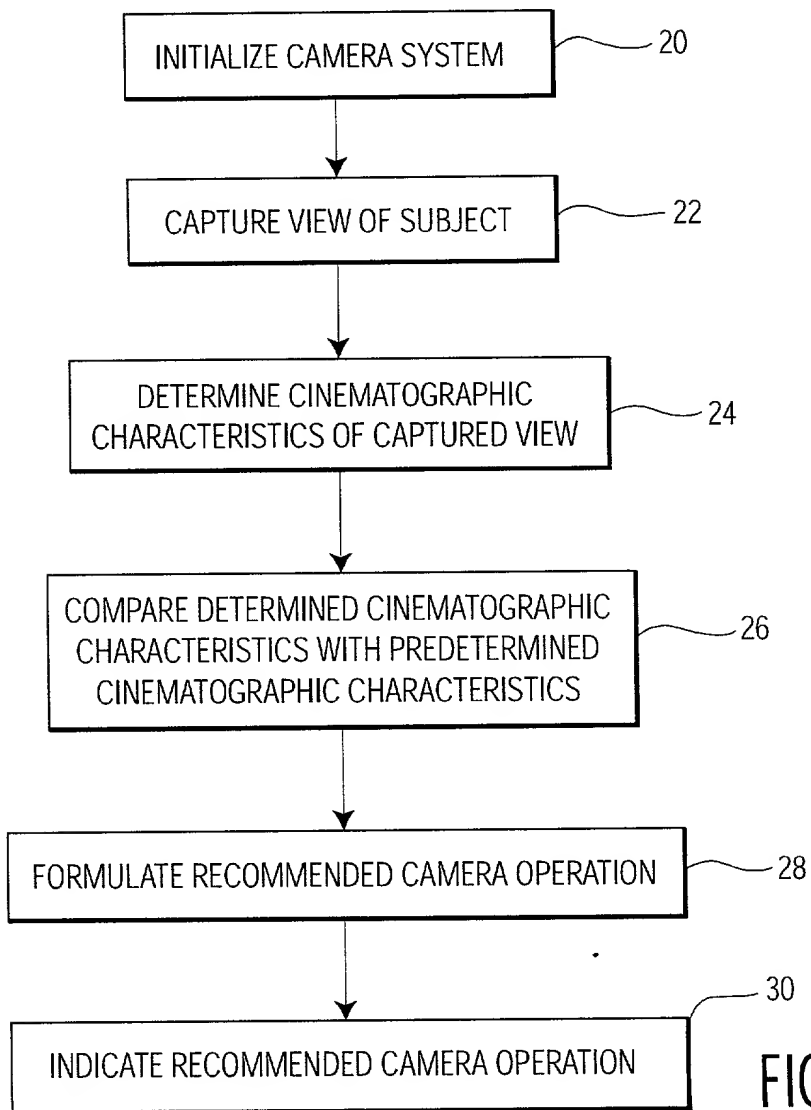 INITIALIZE CAMERA SYSTEM
20
CAPTURE VIEW OF SUBJECT
22
DETERMINE CINEMATOGRAPHIC
CHARACTERISTICS OF CAPTURED VIEW
24
COMPARE DETERMINED CINEMATOGRAPHIC
CHARACTERISTICS WITH PREDETERMINED
CINEMATOGRAPHIC CHARACTERISTICS
26
FORMULATE RECOMMENDED CAMERA OPERATION
28
INDICATE RECOMMENDED CAMERA OPERATION
30
FIG